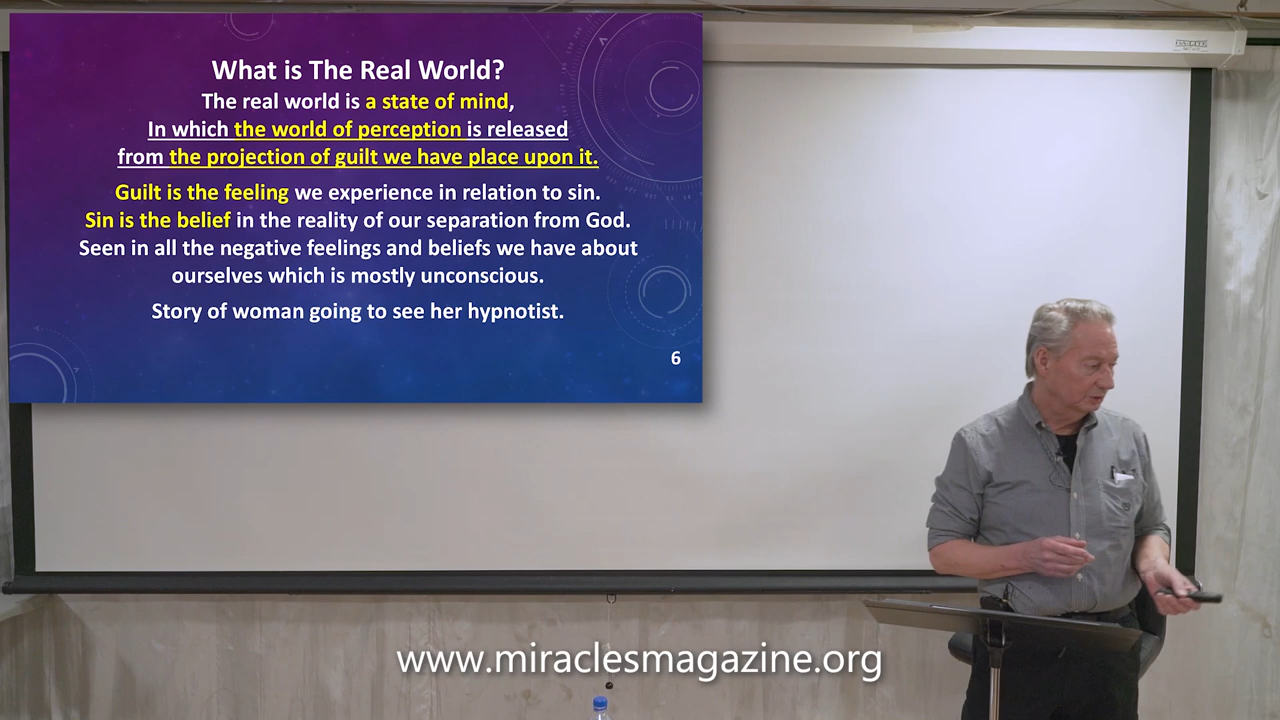 What is The Real World?
The real world is a state of mind,
In which the world of perception is released
from the projection of guilt we have place upon it.
Guilt is the feeling we experience in relation to sin.
Sin is the belief in the reality of our separation from God.
Seen in all the negative feelings and beliefs we have about
ourselves which is mostly unconscious.
Story of woman going to see her hypnotist.
6
DA-LITE
www.miraclesmagazine.org